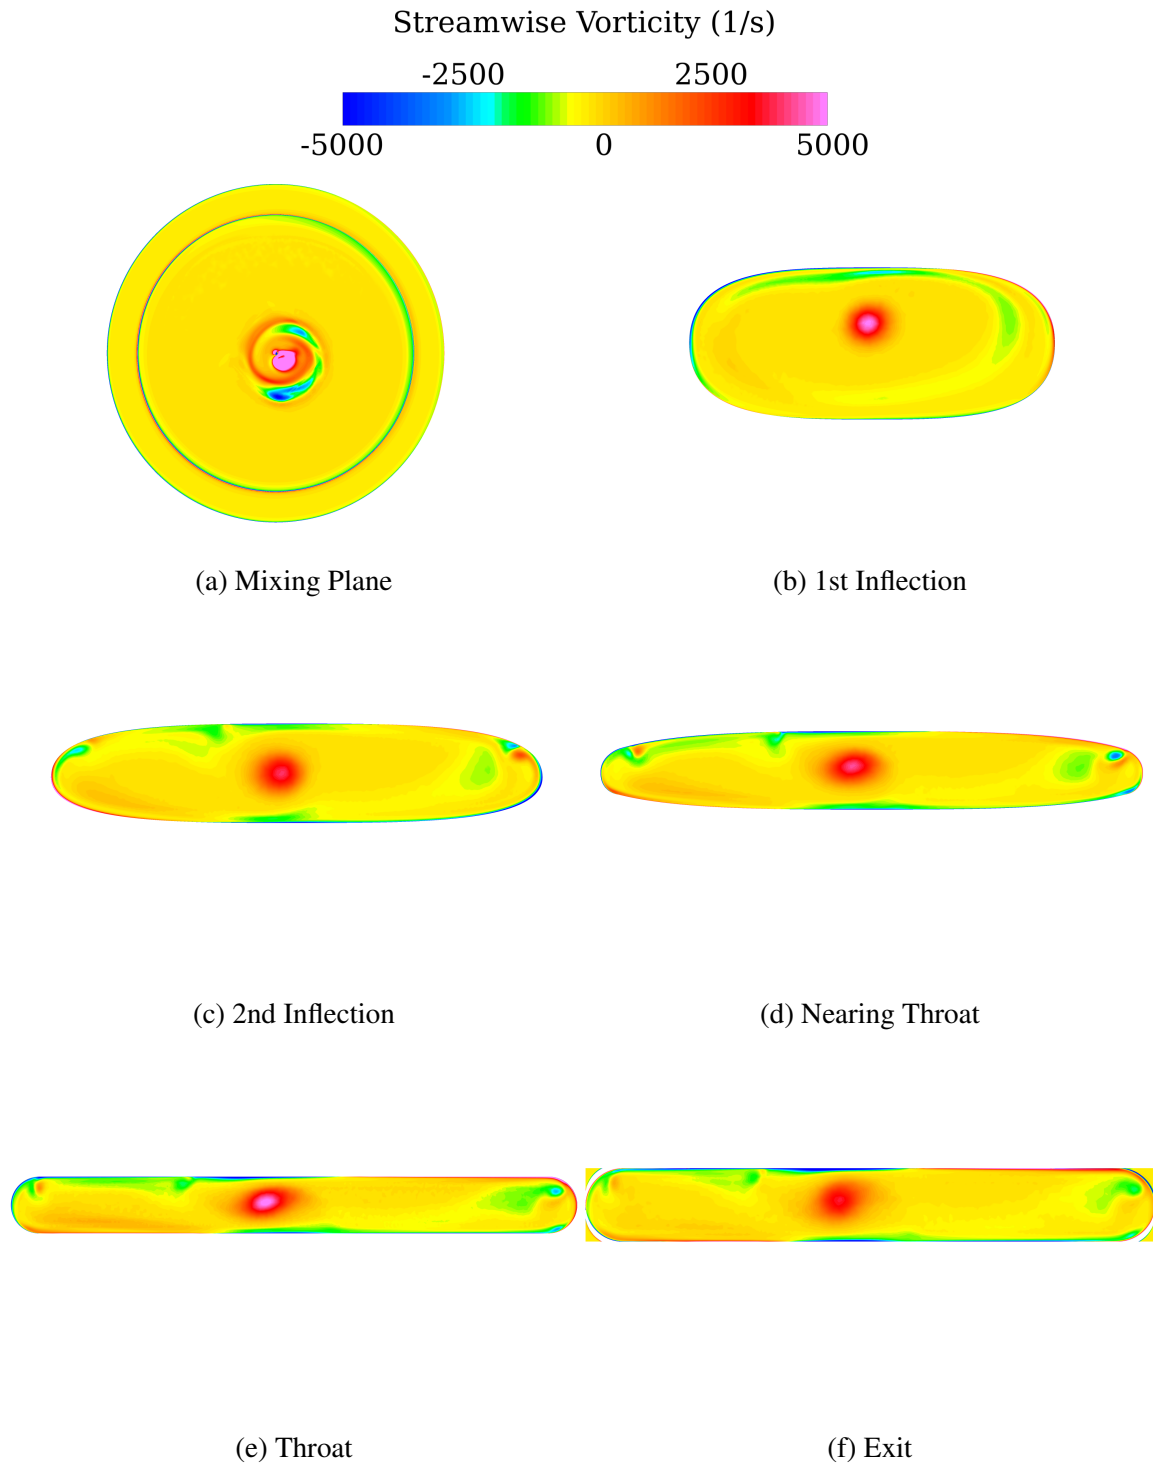 Streamwise Vorticity (1/s)
-2500 2500
-5000 0 5000
(a) Mixing Plane
(b) 1st Inflection
(c) 2nd Inflection
(d) Nearing Throat
(e) Throat
(f) Exit